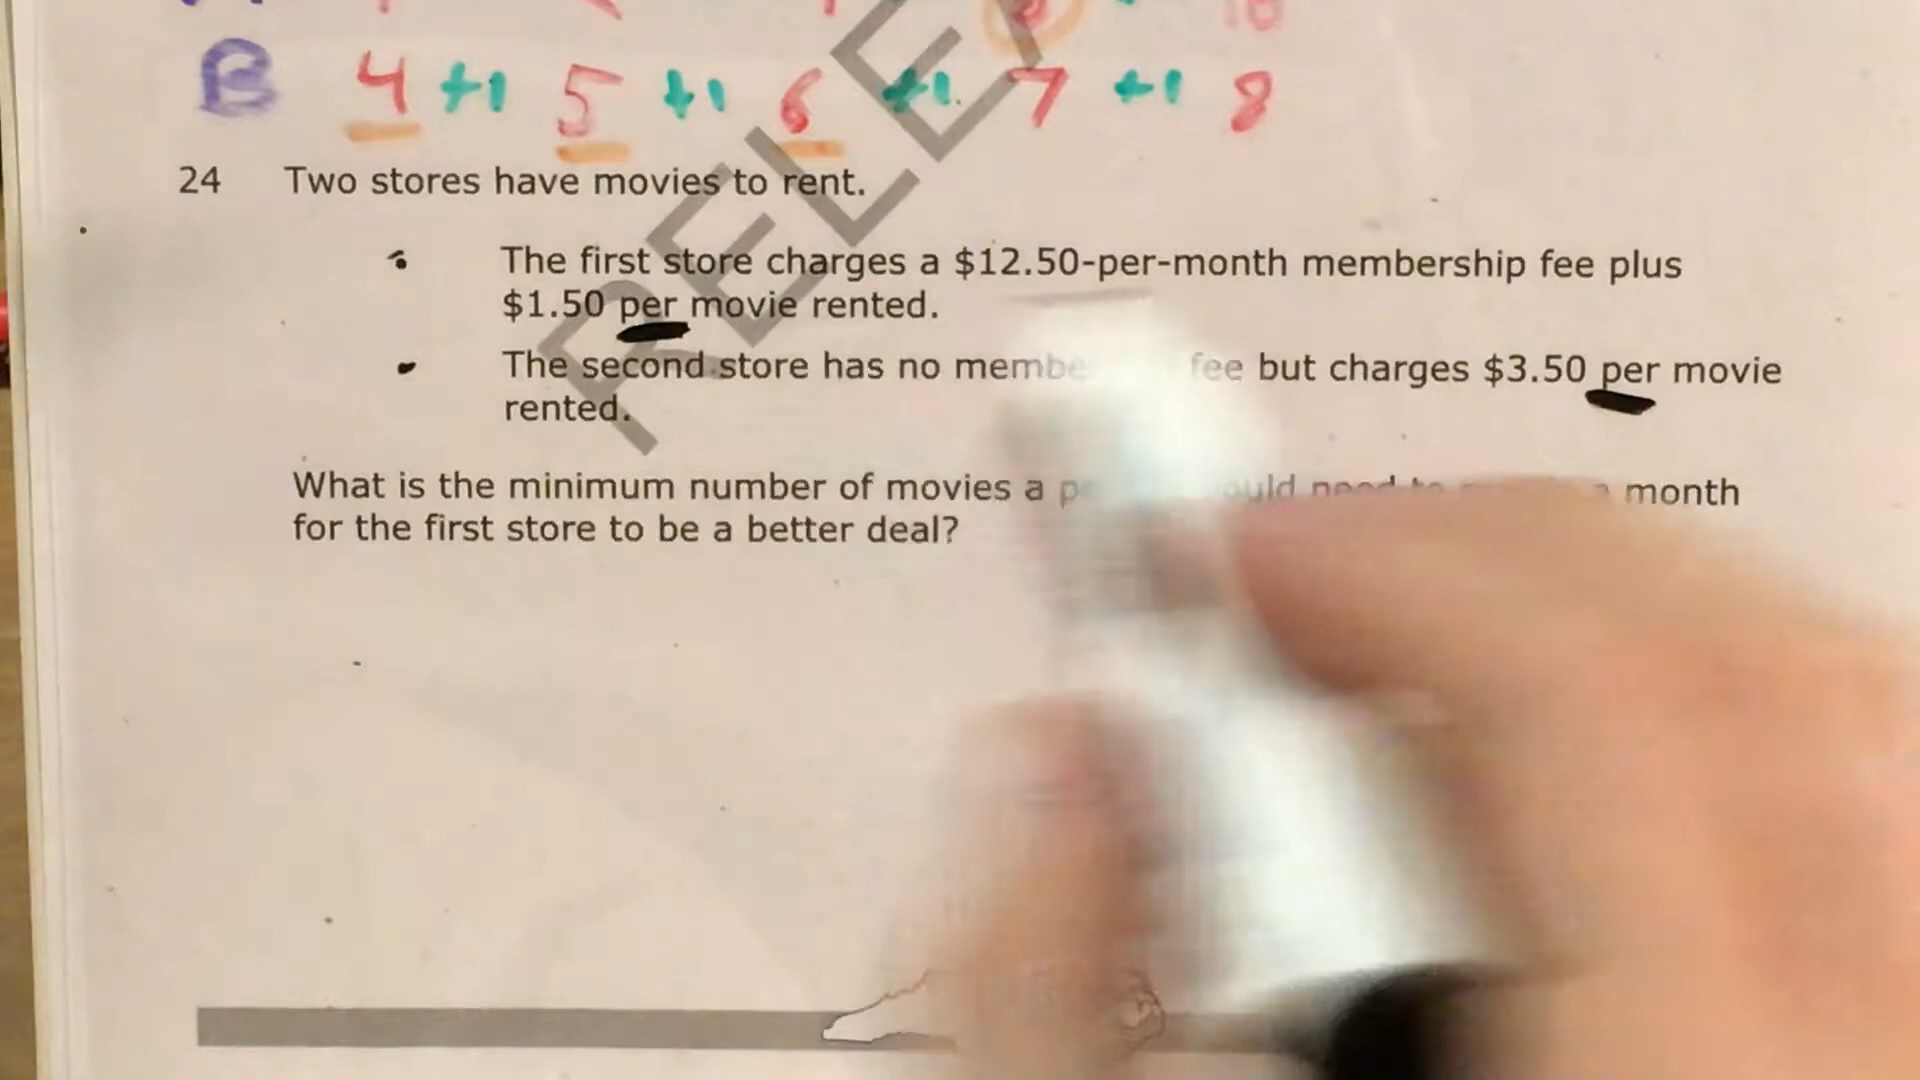 B 4 +1 5 +1 6 +1 7 +1 8
24 Two stores have movies to rent.
The first store charges a $12.50-per-month membership fee plus
$1.50 per movie rented.
The second store has no fee but charges $3.50 per movie
rented.
What is the minimum number of movies a need to month
for the first store to be a better deal?